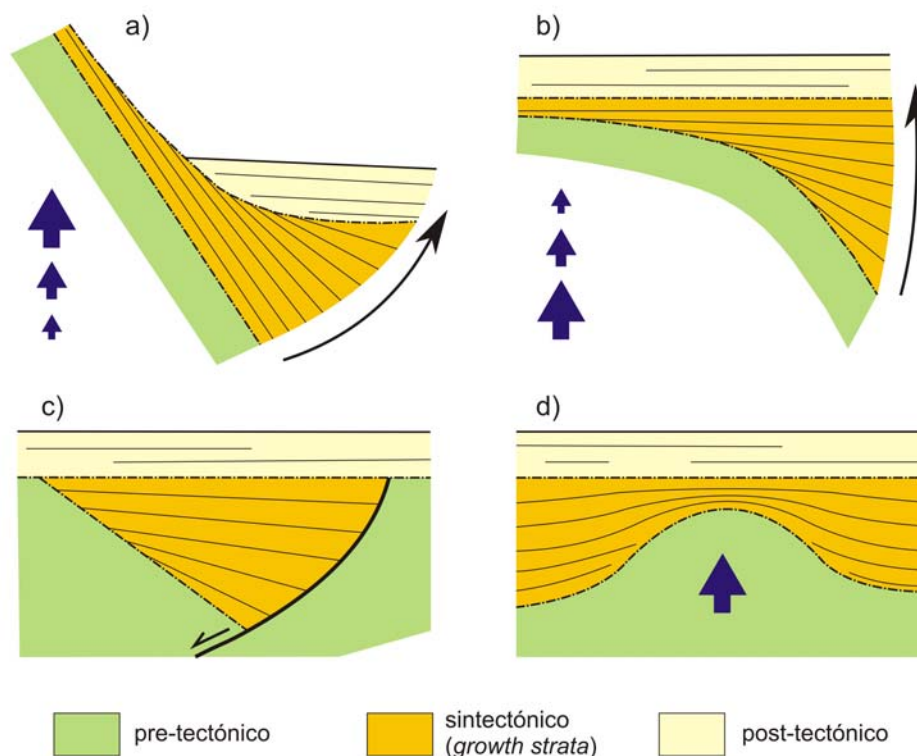 a)
b)
c)
d)
pre-tectónico
sintectónico
(growth strata)
post-tectónico